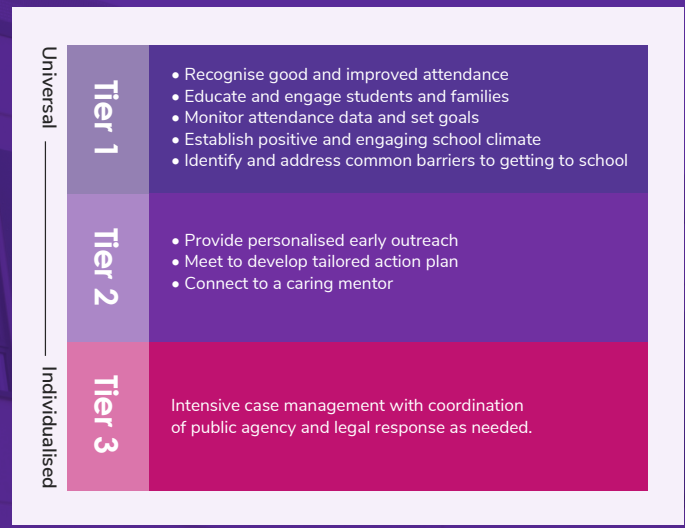 Universal
Individualised
Tier 1
• Recognise good and improved attendance
• Educate and engage students and families
• Monitor attendance data and set goals
• Establish positive and engaging school climate
• Identify and address common barriers to getting to school
Tier 2
• Provide personalised early outreach
• Meet to develop tailored action plan
• Connect to a caring mentor
Tier 3
Intensive case management with coordination
of public agency and legal response as needed.